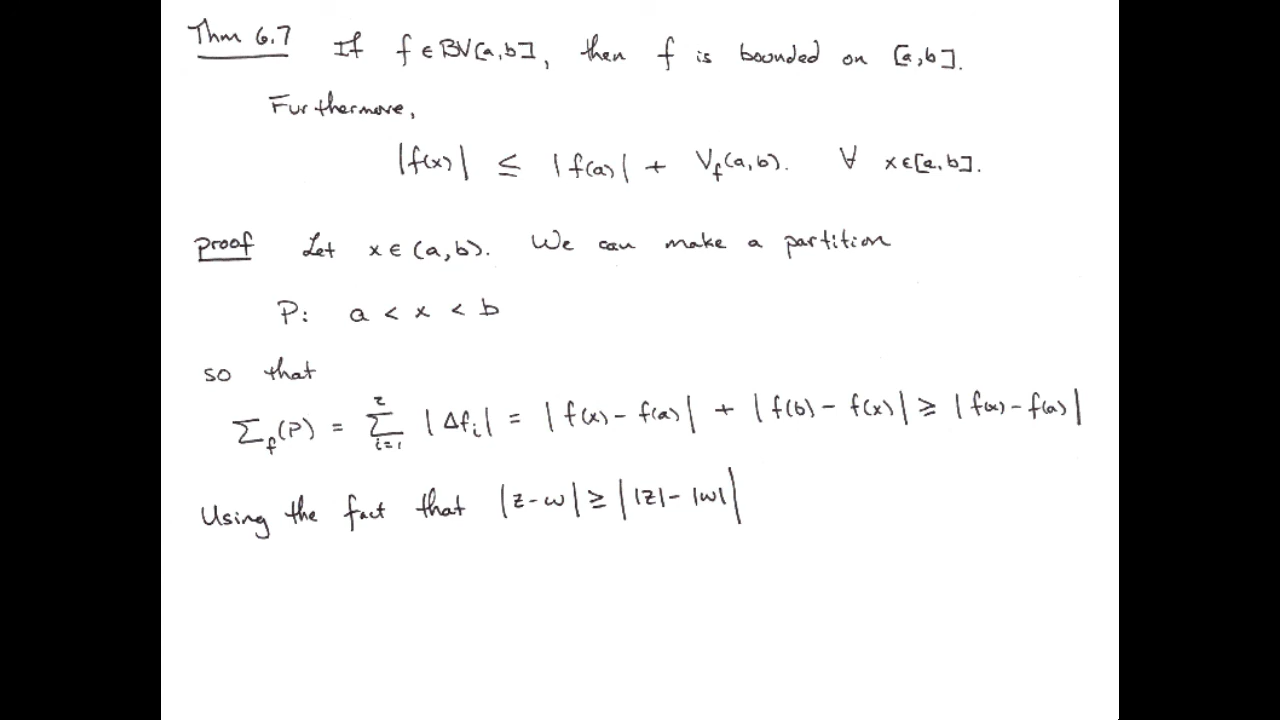 Thm 6.7 If f ∈ BV[a,b], then f is bounded on [a,b].
Furthermore,
|f(x)| ≤ |f(a)| + V_f(a,b). ∀ x∈[a,b].
proof Let x ∈ (a,b). We can make a partition
P: a < x < b
so that
Σ_f(P) = Σ_{i=1}^{2} |Δf_i| = |f(x) - f(a)| + |f(b) - f(x)| ≥ |f(x) - f(a)|
Using the fact that |z-w| ≥ ||z| - |w||